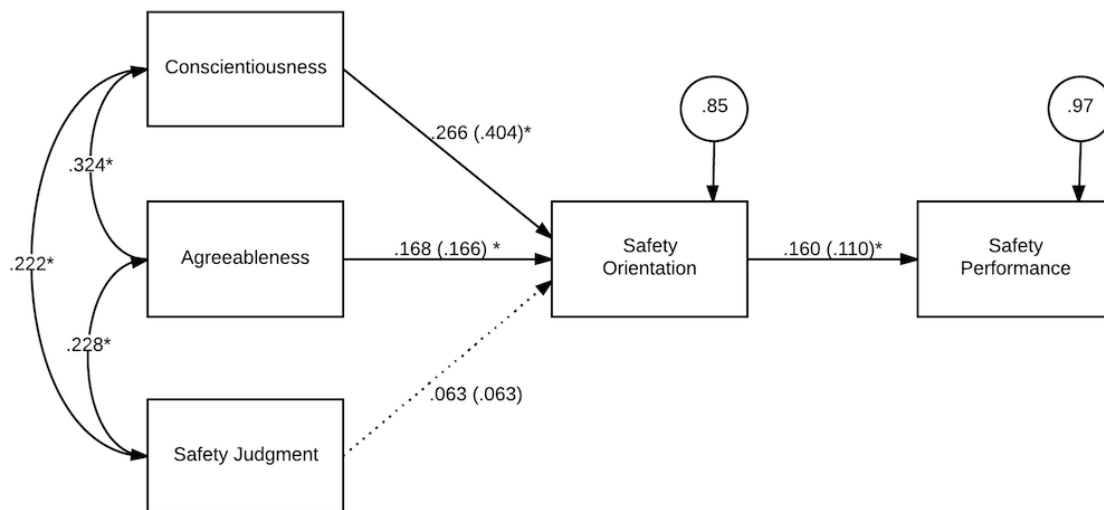 Conscientiousness
.85
.97
.266 (.404)*
.324*
Safety
Orientation
Safety
Performance
Agreeableness
.168 (.166) *
.160 (.110)*
.222*
.228*
.063 (.063)
Safety Judgment